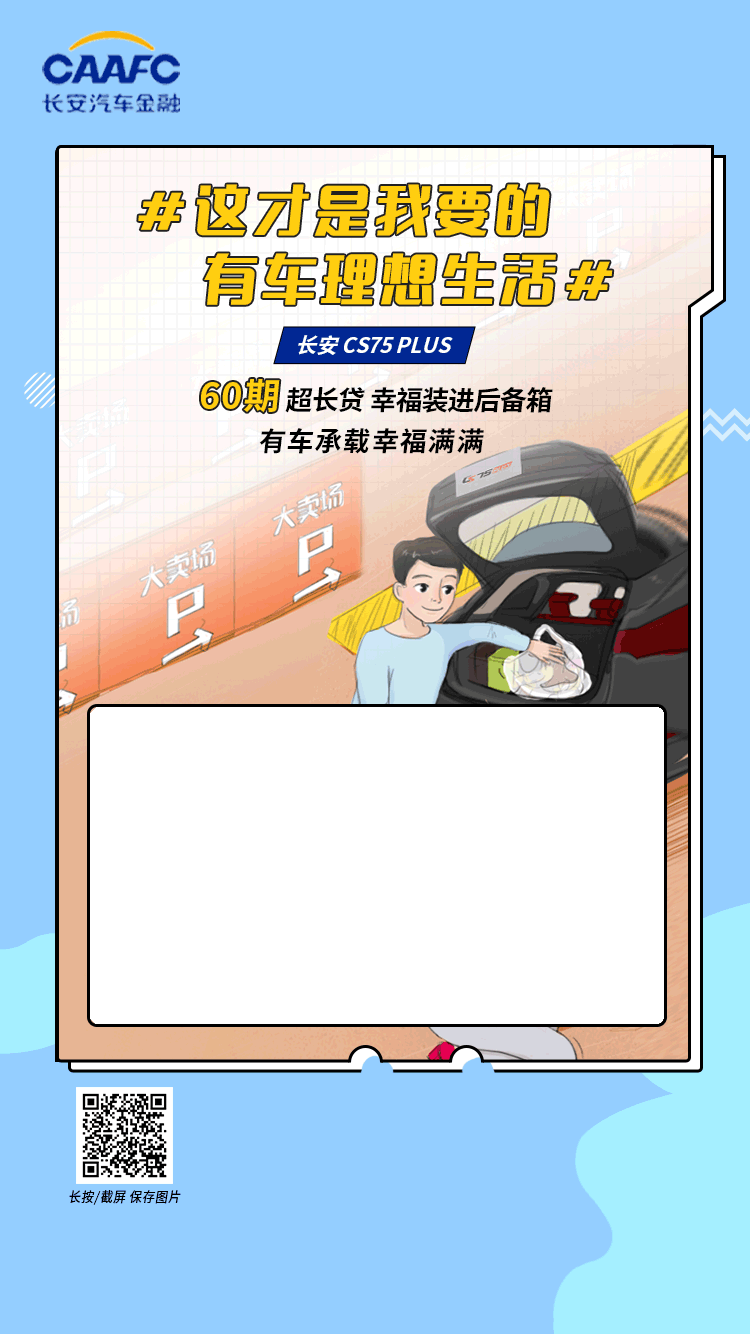 CAAFC
长安汽车金融
#这才是我要的
有车理想生活#
长安 CS75 PLUS
60期 超长贷 幸福装进后备箱
有车承载幸福满满
大卖场
P
大卖场
P
场
长按/截屏 保存图片